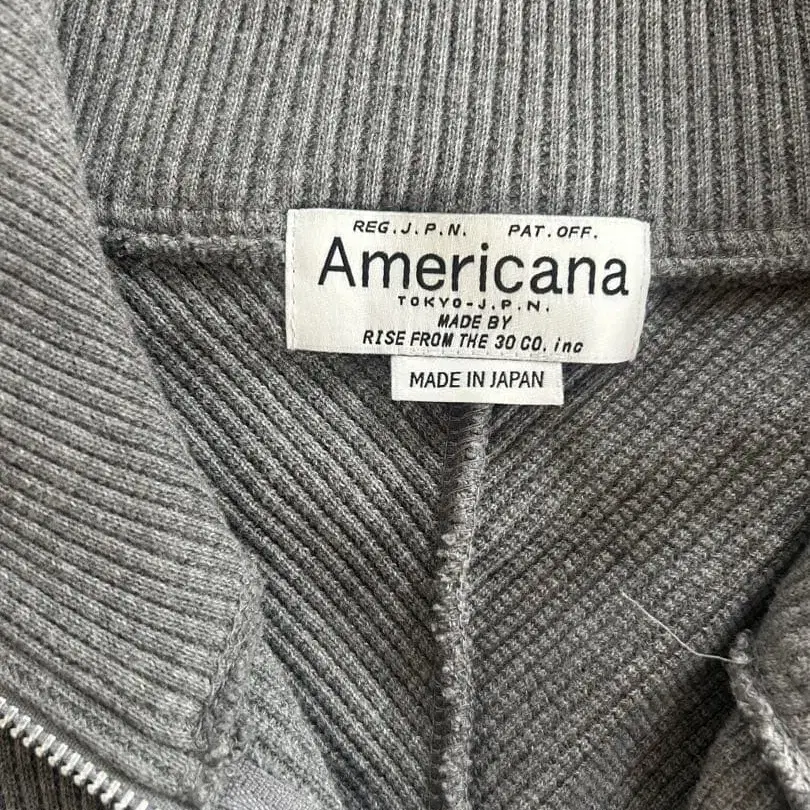 REG.J.P.N. PAT.OFF.
Americana
TOKYO-J.P.N.
MADE BY
RISE FROM THE 30 CO. inc
MADE IN JAPAN